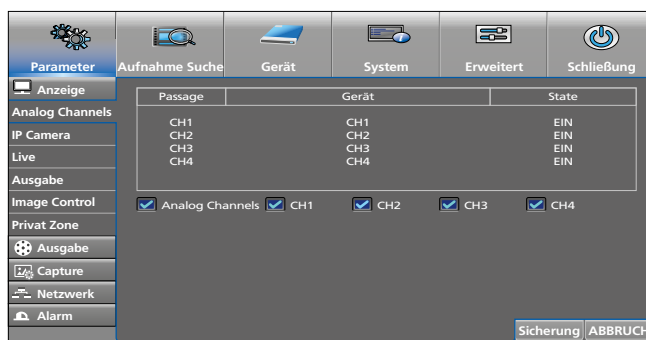 Parameter Aufnahme Suche Gerät System Erweitert Schließung
Anzeige
Analog Channels
IP Camera
Live
Ausgabe
Image Control
Privat Zone
Ausgabe
Capture
Netzwerk
Alarm
Passage Gerät State
CH1 CH1 EIN
CH2 CH2 EIN
CH3 CH3 EIN
CH4 CH4 EIN
Analog Channels CH1 CH2 CH3 CH4
Sicherung ABBRUCH